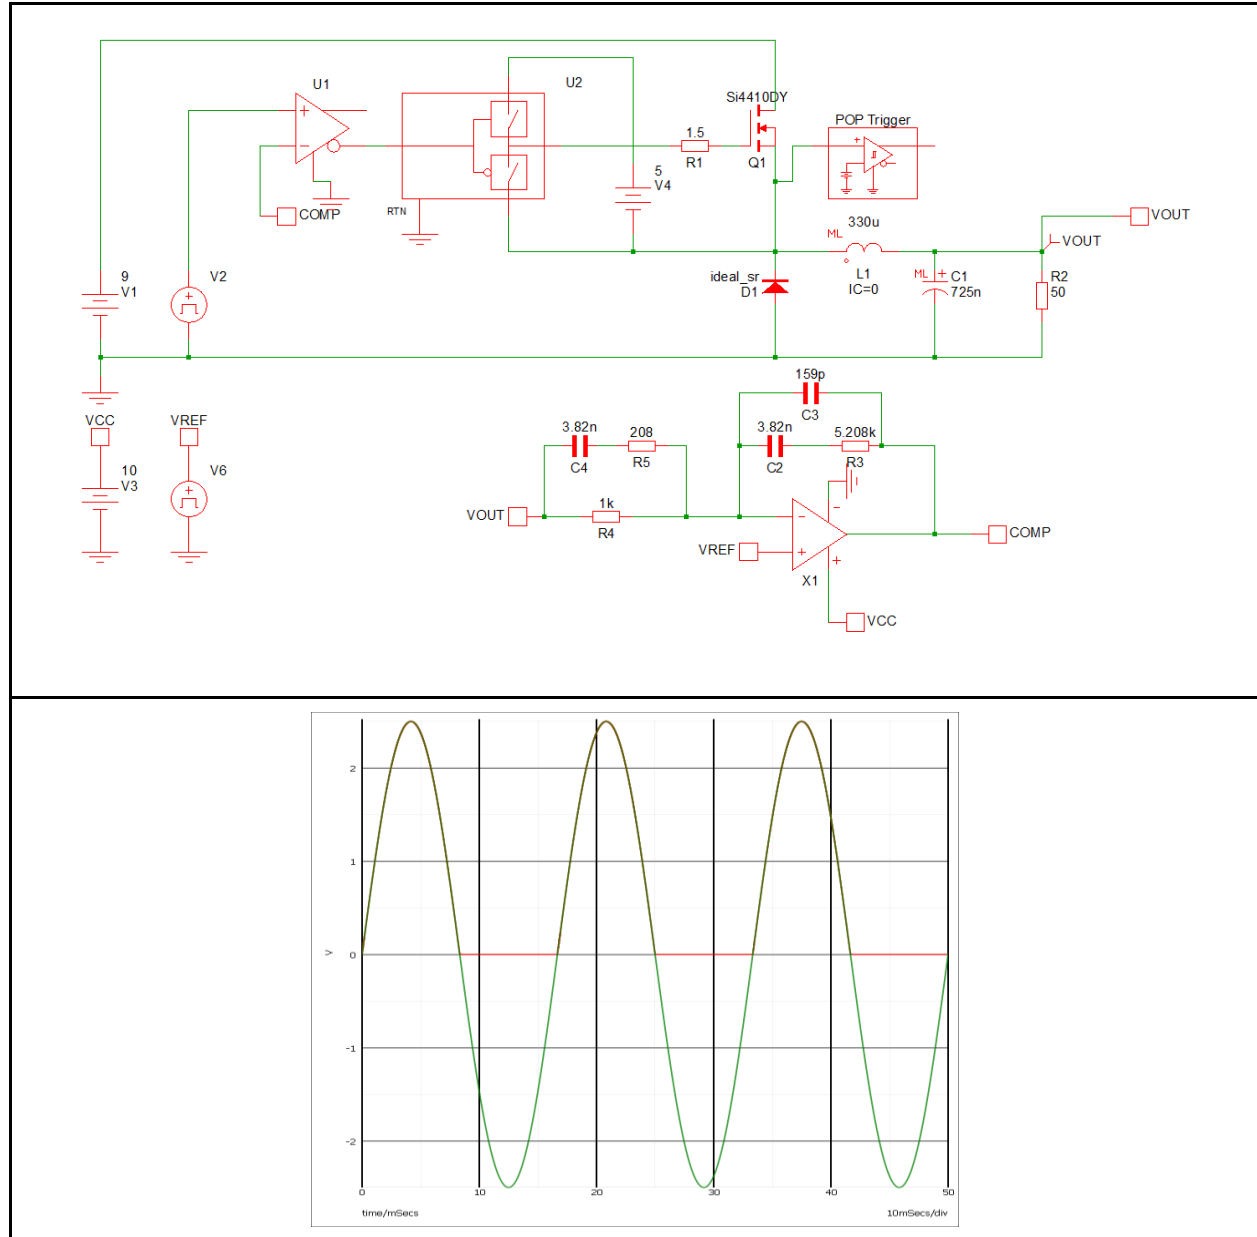 U1
U2
Si4410DY
POP Trigger
1.5
R1
Q1
5
V4
RTN
COMP
330u
ML
L1
IC=0
VOUT
VOUT
9
V1
V2
ideal_sr
D1
ML
C1
725n
R2
50
VCC
VREF
10
V3
V6
159p
C3
3.82n
C4
208
R5
3.82n
C2
5.208k
R3
VOUT
1k
R4
VREF
X1
COMP
VCC
2
1
V
0
-1
-2
0 10 20 30 40 50
time/mSecs 10mSecs/div